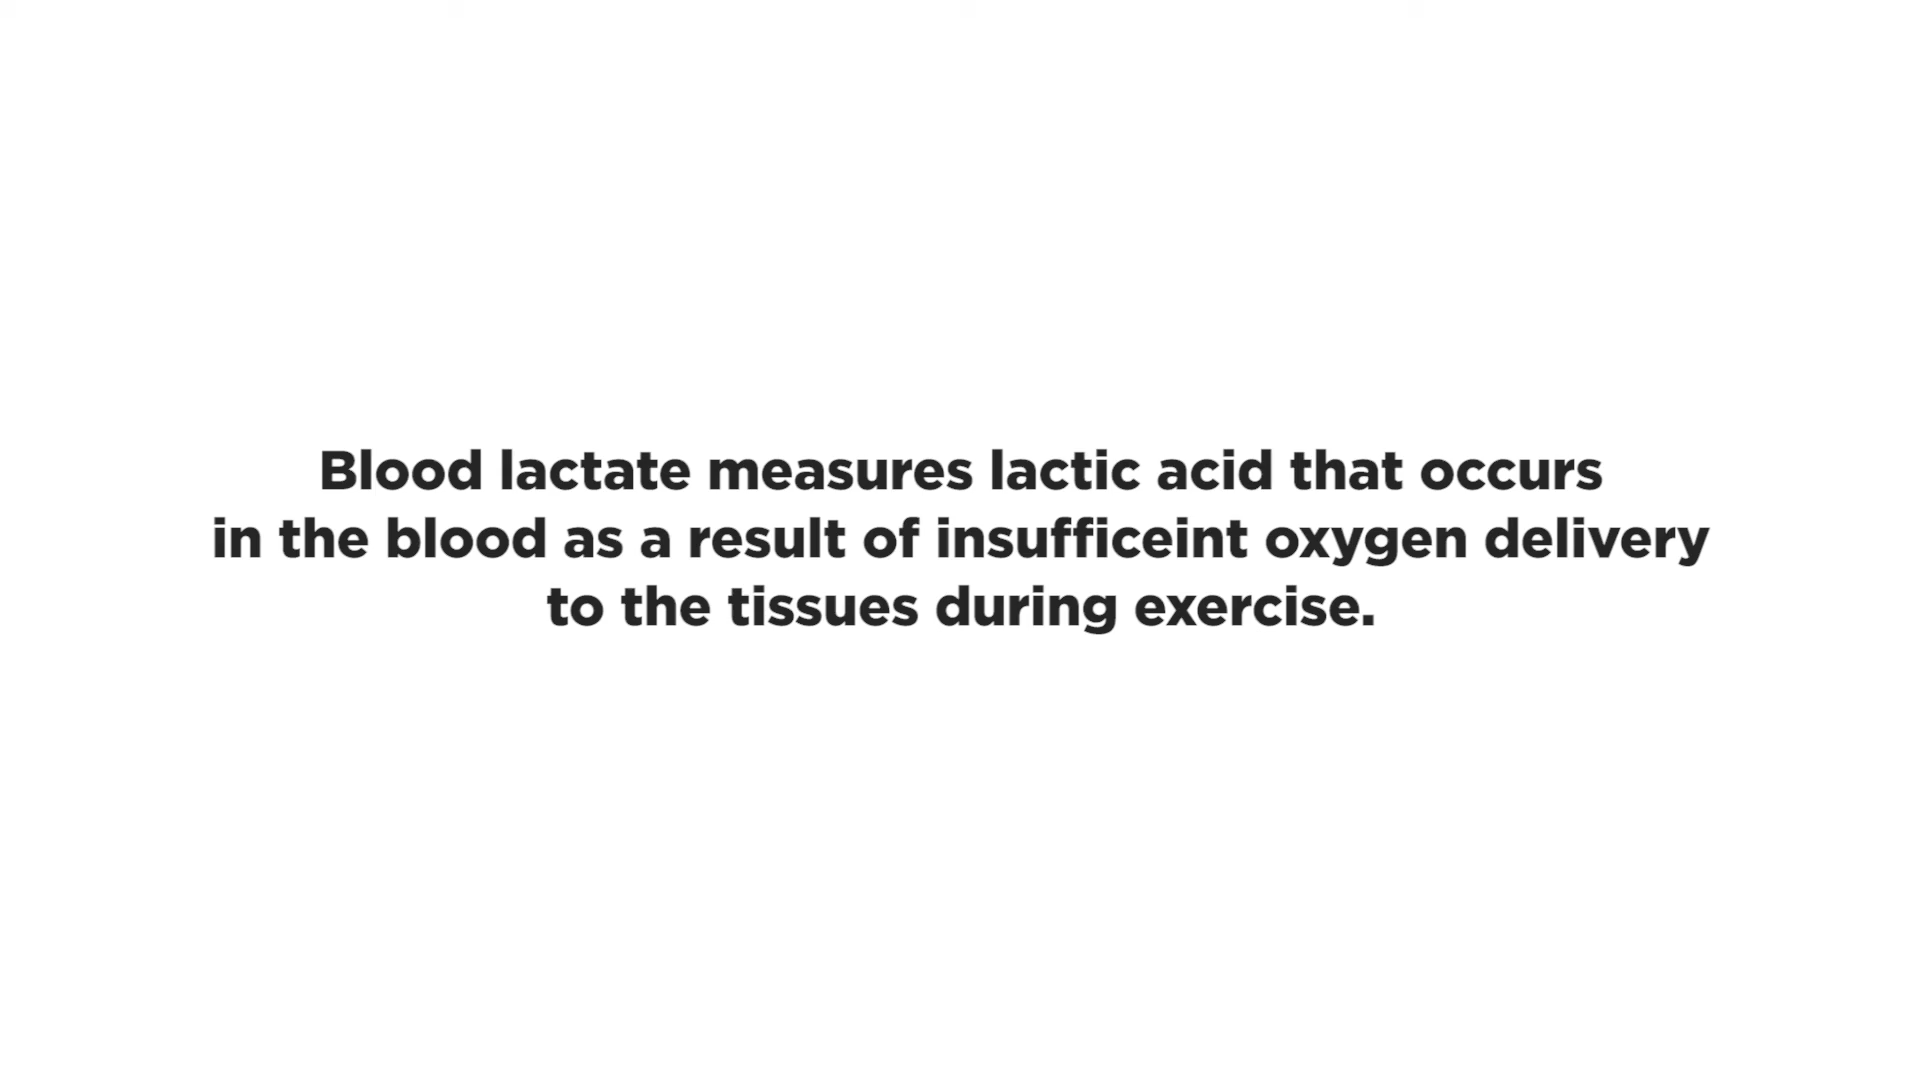 Blood lactate measures lactic acid that occurs
in the blood as a result of insufficeint oxygen delivery
to the tissues during exercise.